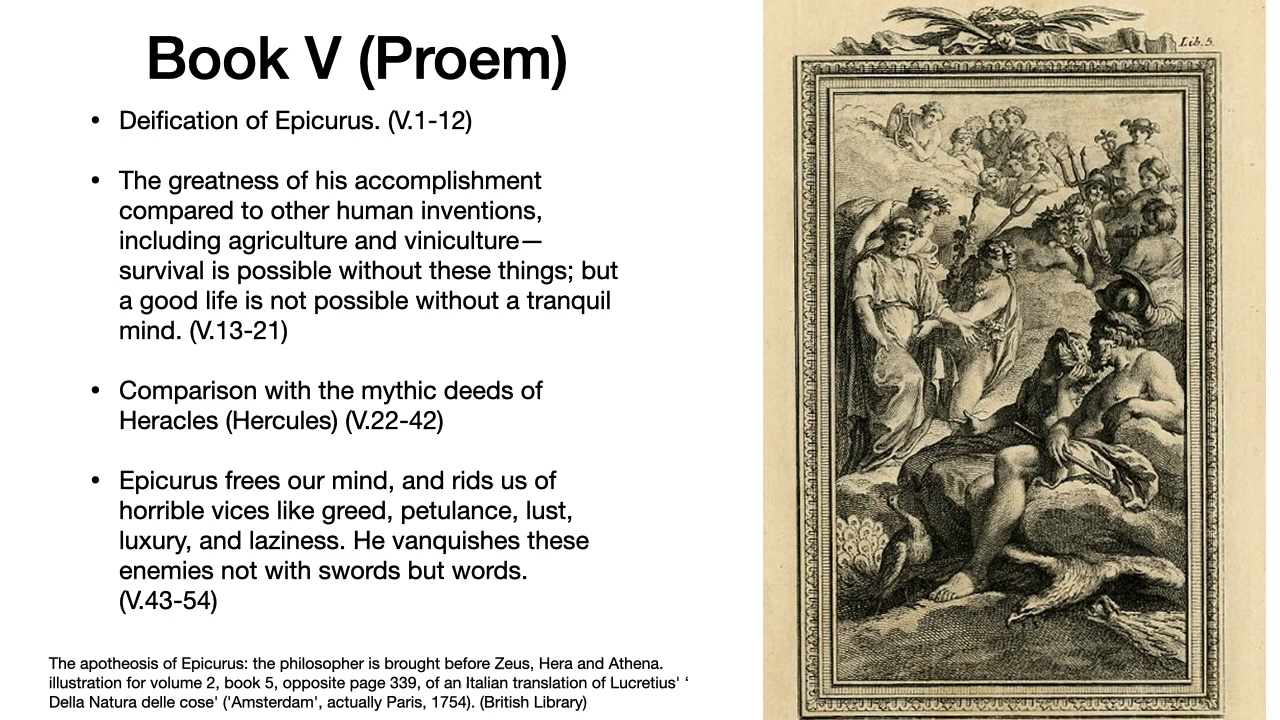 Book V (Proem)
• Deification of Epicurus. (V.1-12)
• The greatness of his accomplishment
compared to other human inventions,
including agriculture and viniculture—
survival is possible without these things; but
a good life is not possible without a tranquil
mind. (V.13-21)
• Comparison with the mythic deeds of
Heracles (Hercules) (V.22-42)
• Epicurus frees our mind, and rids us of
horrible vices like greed, petulance, lust,
luxury, and laziness. He vanquishes these
enemies not with swords but words.
(V.43-54)
The apotheosis of Epicurus: the philosopher is brought before Zeus, Hera and Athena.
illustration for volume 2, book 5, opposite page 339, of an Italian translation of Lucretius' ‘
Della Natura delle cose' ('Amsterdam', actually Paris, 1754). (British Library)
Lib. 5.